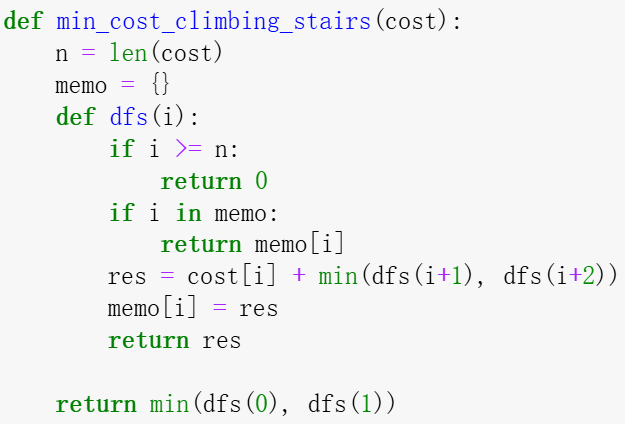 def min_cost_climbing_stairs(cost):
    n = len(cost)
    memo = {}
    def dfs(i):
        if i >= n:
            return 0
        if i in memo:
            return memo[i]
        res = cost[i] + min(dfs(i+1), dfs(i+2))
        memo[i] = res
        return res

    return min(dfs(0), dfs(1))